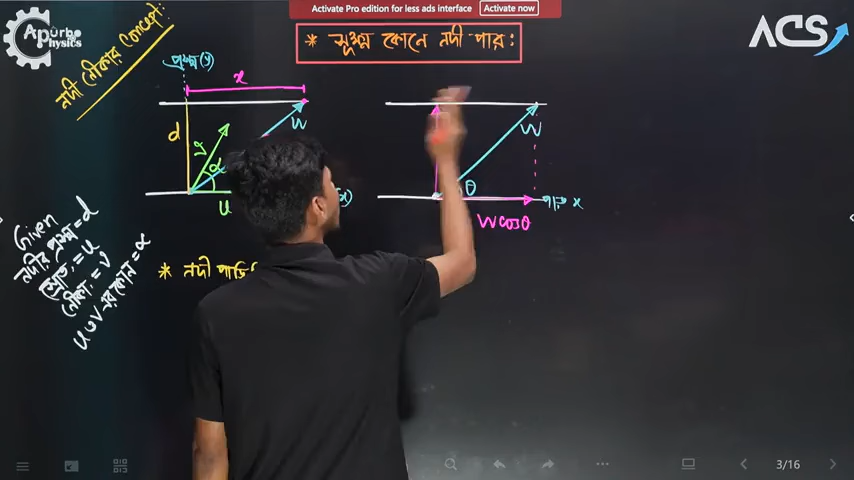 Activate Pro edition for less ads interface Activate now
Apurbo Physics
ACS
নদী নৌকার concept:
* সূক্ষ্ম কোনে নদী পার:
প্রস্থ (y)
x
d
v
α
u
w
(x)
W
θ
পাড় x
Wcosθ
Given
নদীর প্রস্থ = d
স্রোত, = u
নৌকা, = v
u ও v এর কোন = α
* নদী পাড়ি
3/16